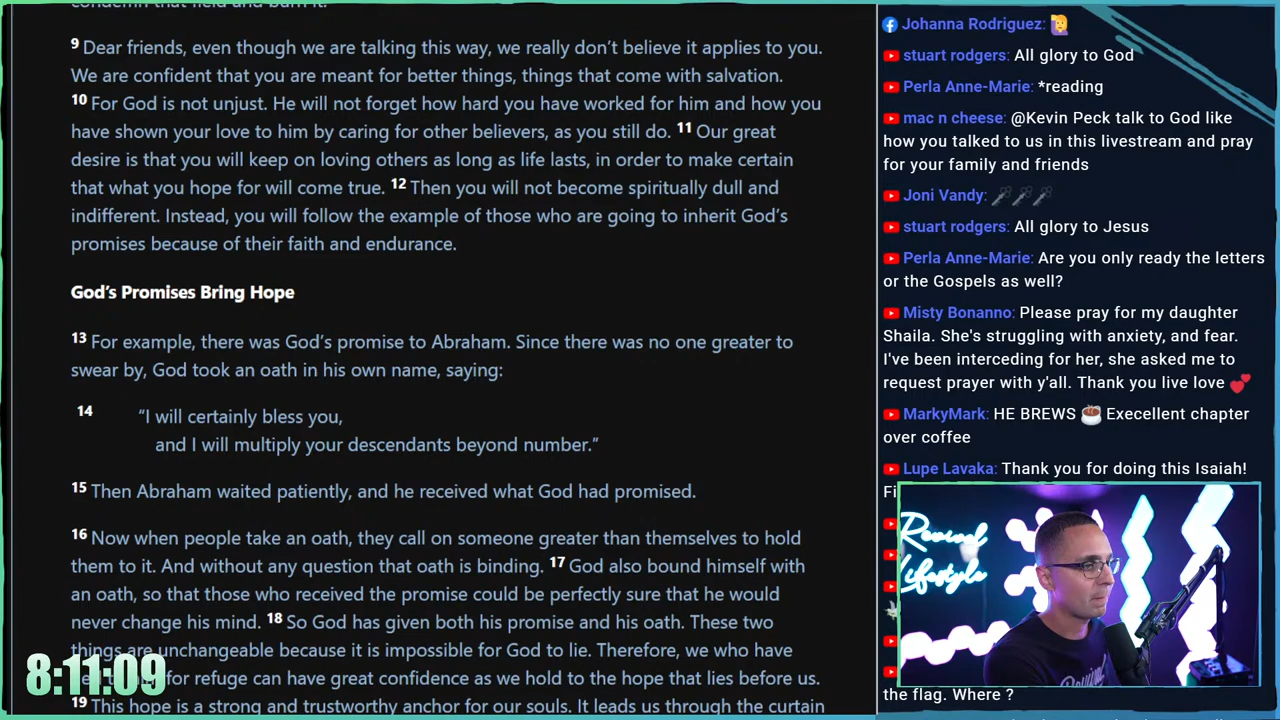 condemn that field and burn it.
9 Dear friends, even though we are talking this way, we really don’t believe it applies to you.
We are confident that you are meant for better things, things that come with salvation.
10 For God is not unjust. He will not forget how hard you have worked for him and how you
have shown your love to him by caring for other believers, as you still do. 11 Our great
desire is that you will keep on loving others as long as life lasts, in order to make certain
that what you hope for will come true. 12 Then you will not become spiritually dull and
indifferent. Instead, you will follow the example of those who are going to inherit God’s
promises because of their faith and endurance.
God’s Promises Bring Hope
13 For example, there was God’s promise to Abraham. Since there was no one greater to
swear by, God took an oath in his own name, saying:
14 “I will certainly bless you,
and I will multiply your descendants beyond number.”
15 Then Abraham waited patiently, and he received what God had promised.
16 Now when people take an oath, they call on someone greater than themselves to hold
them to it. And without any question that oath is binding. 17 God also bound himself with
an oath, so that those who received the promise could be perfectly sure that he would
never change his mind. 18 So God has given both his promise and his oath. These two
things are unchangeable because it is impossible for God to lie. Therefore, we who have
for refuge can have great confidence as we hold to the hope that lies before us.
19 This hope is a strong and trustworthy anchor for our souls. It leads us through the curtain
8:11:09
Johanna Rodriguez: 🙋
stuart rodgers: All glory to God
Perla Anne-Marie: *reading
mac n cheese: @Kevin Peck talk to God like
how you talked to us in this livestream and pray
for your family and friends
Joni Vandy: 🗝🗝🗝
stuart rodgers: All glory to Jesus
Perla Anne-Marie: Are you only ready the letters
or the Gospels as well?
Misty Bonanno: Please pray for my daughter
Shaila. She's struggling with anxiety, and fear.
I've been interceding for her, she asked me to
request prayer with y'all. Thank you live love 💕
MarkyMark: HE BREWS ☕ Execellent chapter
over coffee
Lupe Lavaka: Thank you for doing this Isaiah!
Fi
Revival
Lifestyle
the flag. Where ?